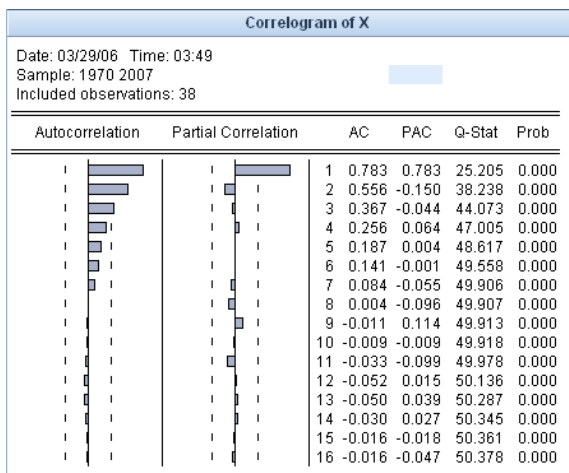 Correlogram of X
Date: 03/29/06 Time: 03:49
Sample: 1970 2007
Included observations: 38
Autocorrelation Partial Correlation AC PAC Q-Stat Prob
1 0.783 0.783 25.205 0.000
2 0.556 -0.150 38.238 0.000
3 0.367 -0.044 44.073 0.000
4 0.256 0.064 47.005 0.000
5 0.187 0.004 48.617 0.000
6 0.141 -0.001 49.558 0.000
7 0.084 -0.055 49.906 0.000
8 0.004 -0.096 49.907 0.000
9 -0.011 0.114 49.913 0.000
10 -0.009 -0.009 49.918 0.000
11 -0.033 -0.099 49.978 0.000
12 -0.052 0.015 50.136 0.000
13 -0.050 0.039 50.287 0.000
14 -0.030 0.027 50.345 0.000
15 -0.016 -0.018 50.361 0.000
16 -0.016 -0.047 50.378 0.000